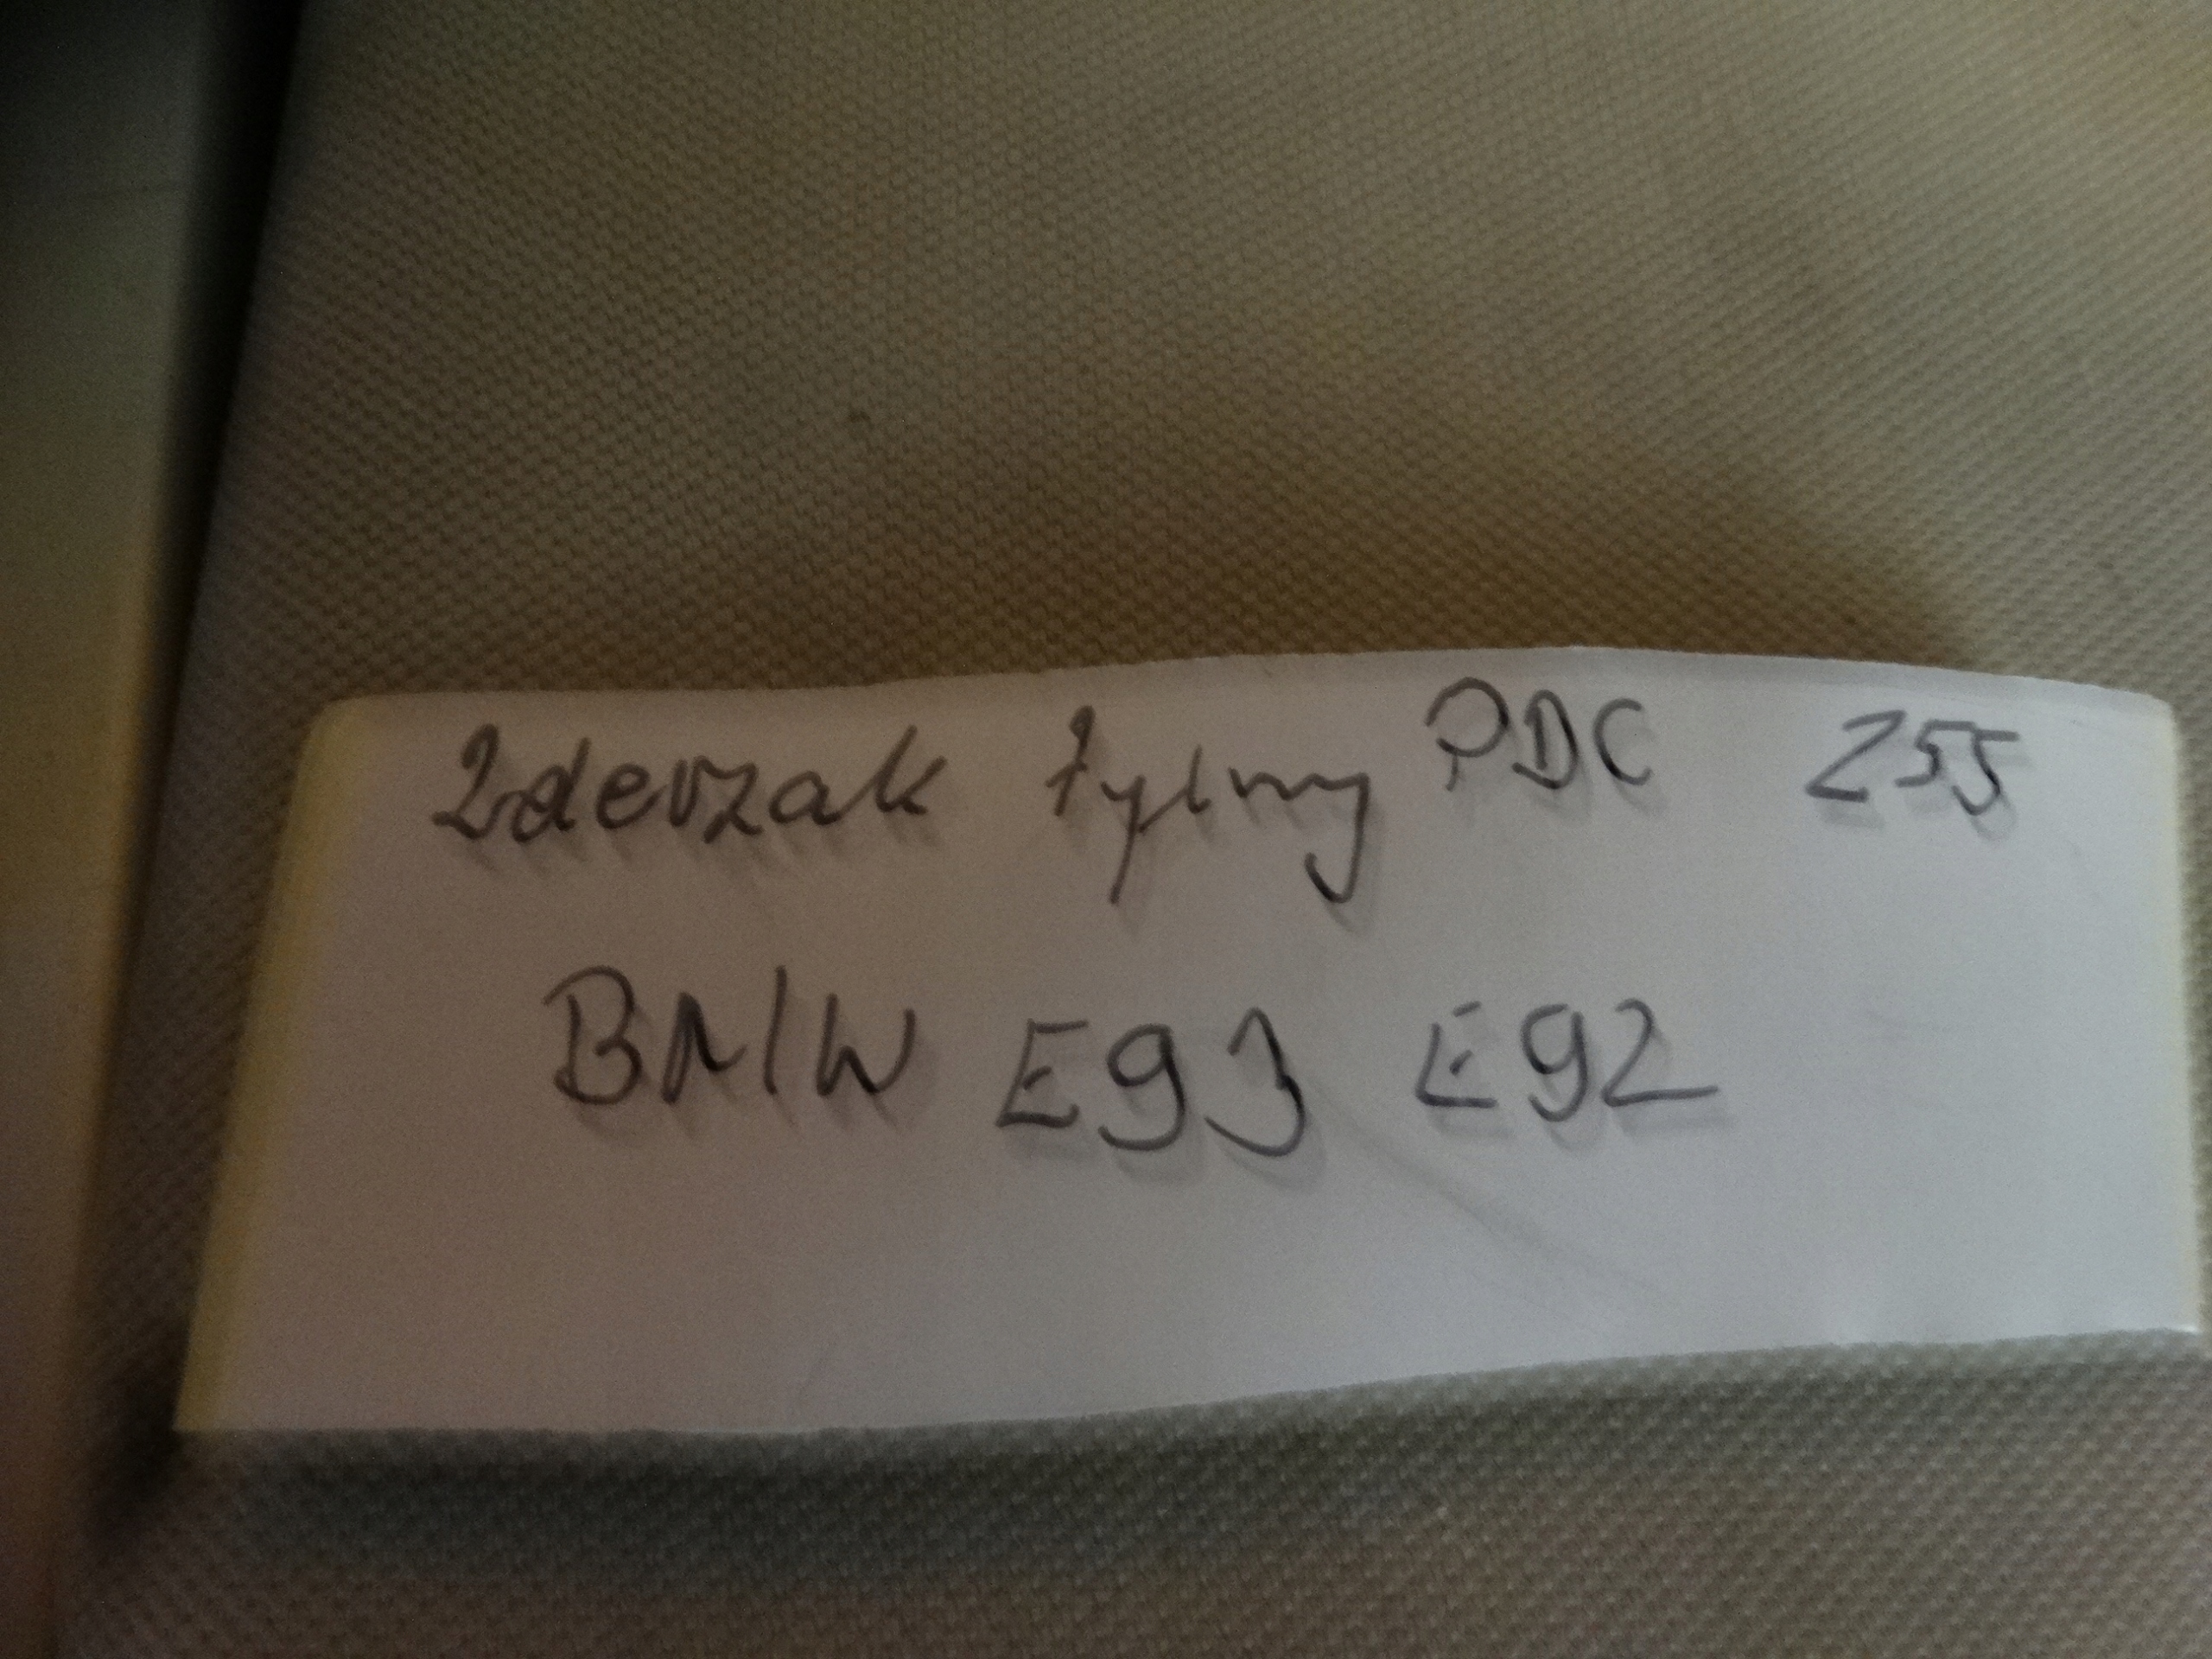 Zderzak tylny PDC 255
BMW E93 E92